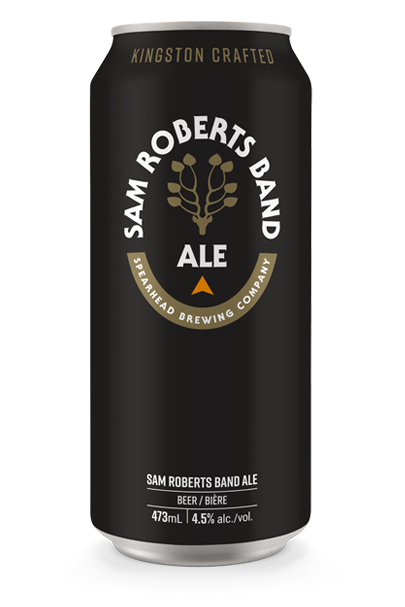 KINGSTON CRAFTED
SAM ROBERTS BAND
ALE
SPEARHEAD BREWING COMPANY
SAM ROBERTS BAND ALE
BEER / BIÈRE
473mL | 4.5% alc./vol.